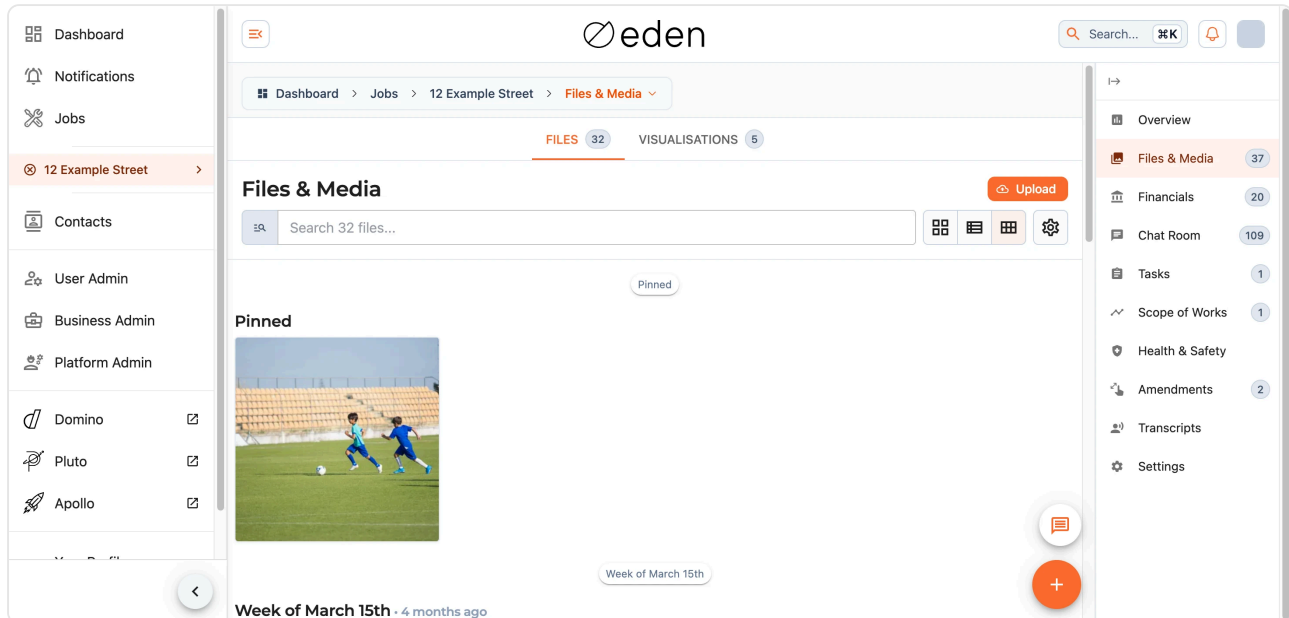 Dashboard
Notifications
Jobs
12 Example Street
Contacts
User Admin
Business Admin
Platform Admin
Domino
Pluto
Apollo
eden
Search... ⌘K
Dashboard > Jobs > 12 Example Street > Files & Media
FILES 32 VISUALISATIONS 5
Files & Media
Upload
Search 32 files...
Pinned
Pinned
Week of March 15th
Week of March 15th · 4 months ago
Overview
Files & Media 37
Financials 20
Chat Room 109
Tasks 1
Scope of Works 1
Health & Safety
Amendments 2
Transcripts
Settings